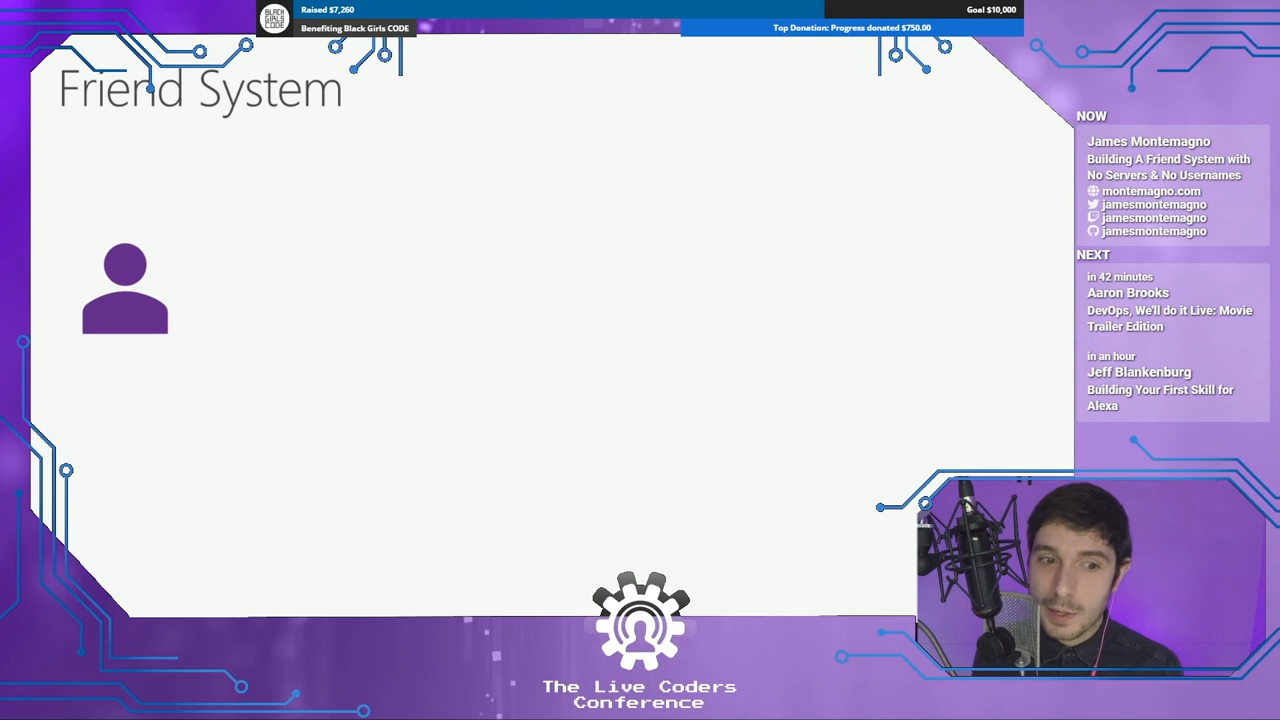 BLACK
GIRLS
CODE
Raised $7,260
Goal $10,000
Benefiting Black Girls CODE
Top Donation: Progress donated $750.00
Friend System
NOW
James Montemagno
Building A Friend System with
No Servers & No Usernames
montemagno.com
jamesmontemagno
jamesmontemagno
jamesmontemagno
NEXT
in 42 minutes
Aaron Brooks
DevOps, We'll do it Live: Movie
Trailer Edition
in an hour
Jeff Blankenburg
Building Your First Skill for
Alexa
The Live Coders
Conference